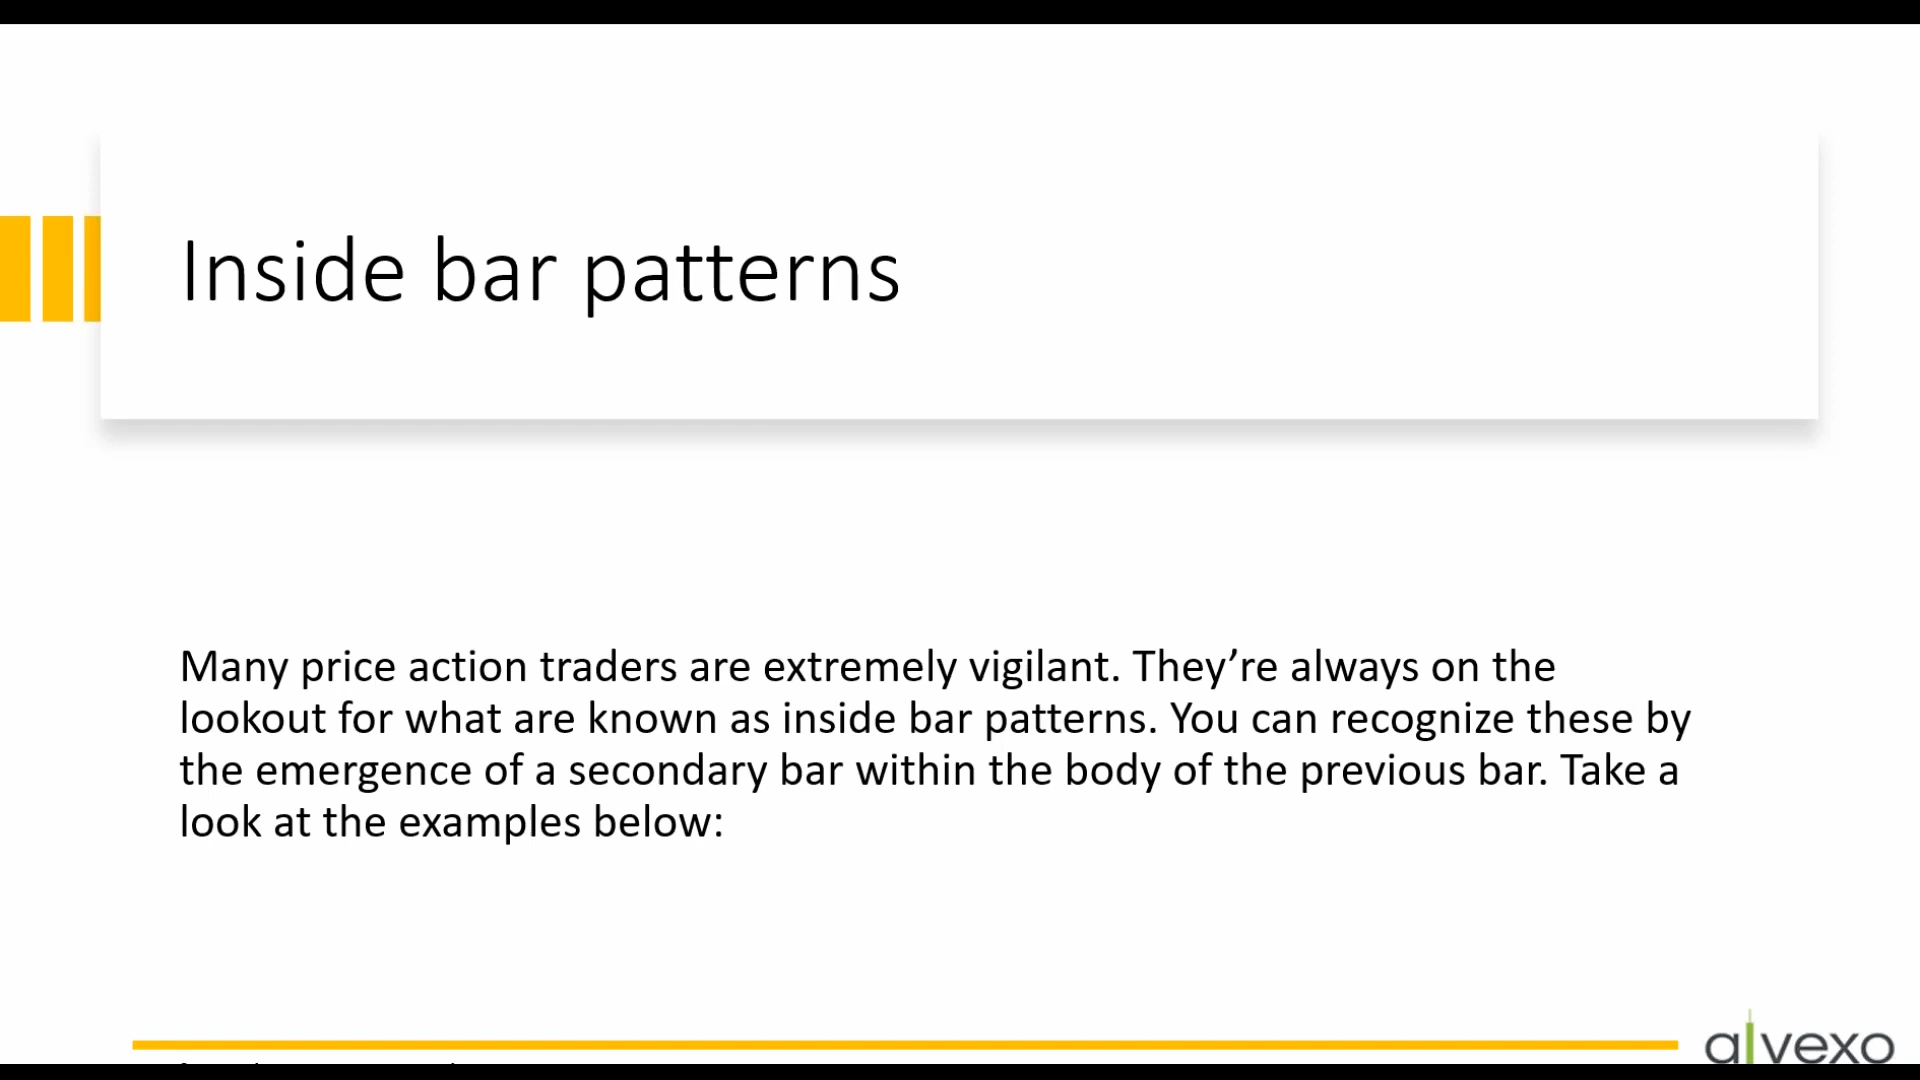 Inside bar patterns
Many price action traders are extremely vigilant. They’re always on the
lookout for what are known as inside bar patterns. You can recognize these by
the emergence of a secondary bar within the body of the previous bar. Take a
look at the examples below:
alvexo